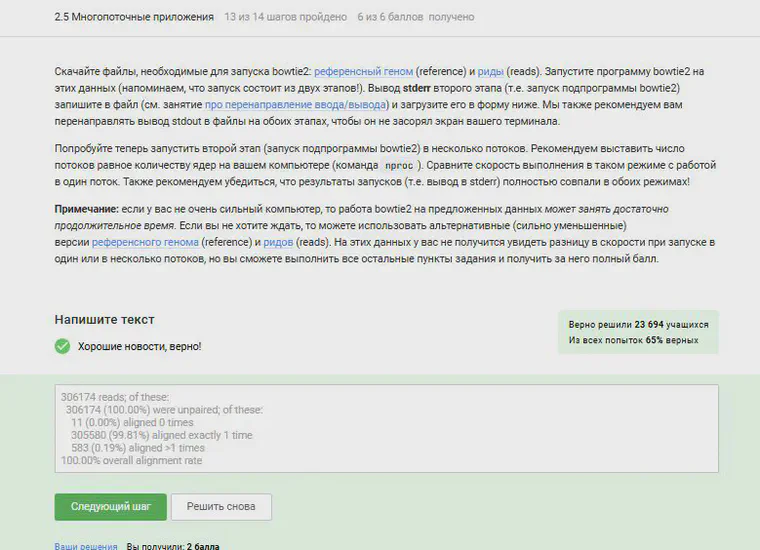 2.5 Многопоточные приложения 13 из 14 шагов пройдено 6 из 6 баллов получено
Скачайте файлы, необходимые для запуска bowtie2: референсный геном (reference) и риды (reads). Запустите программу bowtie2 на
этих данных (напоминаем, что запуск состоит из двух этапов!). Вывод stderr второго этапа (т.е. запуск подпрограммы bowtie2)
запишите в файл (см. занятие про перенаправление ввода/вывода) и загрузите его в форму ниже. Мы также рекомендуем вам
перенаправлять вывод stdout в файлы на обоих этапах, чтобы он не засорял экран вашего терминала.
Попробуйте теперь запустить второй этап (запуск подпрограммы bowtie2) в несколько потоков. Рекомендуем выставить число
потоков равное количеству ядер на вашем компьютере (команда nproc). Сравните скорость выполнения в таком режиме с работой
в один поток. Также рекомендуем убедиться, что результаты запусков (т.е. вывод в stderr) полностью совпали в обоих режимах!
Примечание: если у вас не очень сильный компьютер, то работа bowtie2 на предложенных данных может занять достаточно
продолжительное время. Если вы не хотите ждать, то можете использовать альтернативные (сильно уменьшенные)
версии референсного генома (reference) и ридов (reads). На этих данных у вас не получится увидеть разницу в скорости при запуске в
один или в несколько потоков, но вы сможете выполнить все остальные пункты задания и получить за него полный балл.
Напишите текст
Хорошие новости, верно!
Верно решили 23 694 учащихся
Из всех попыток 65% верных
306174 reads; of these:
306174 (100.00%) were unpaired; of these:
11 (0.00%) aligned 0 times
305580 (99.81%) aligned exactly 1 time
583 (0.19%) aligned >1 times
100.00% overall alignment rate
Следующий шаг Решить снова
Ваши решения Вы получили: 2 балла